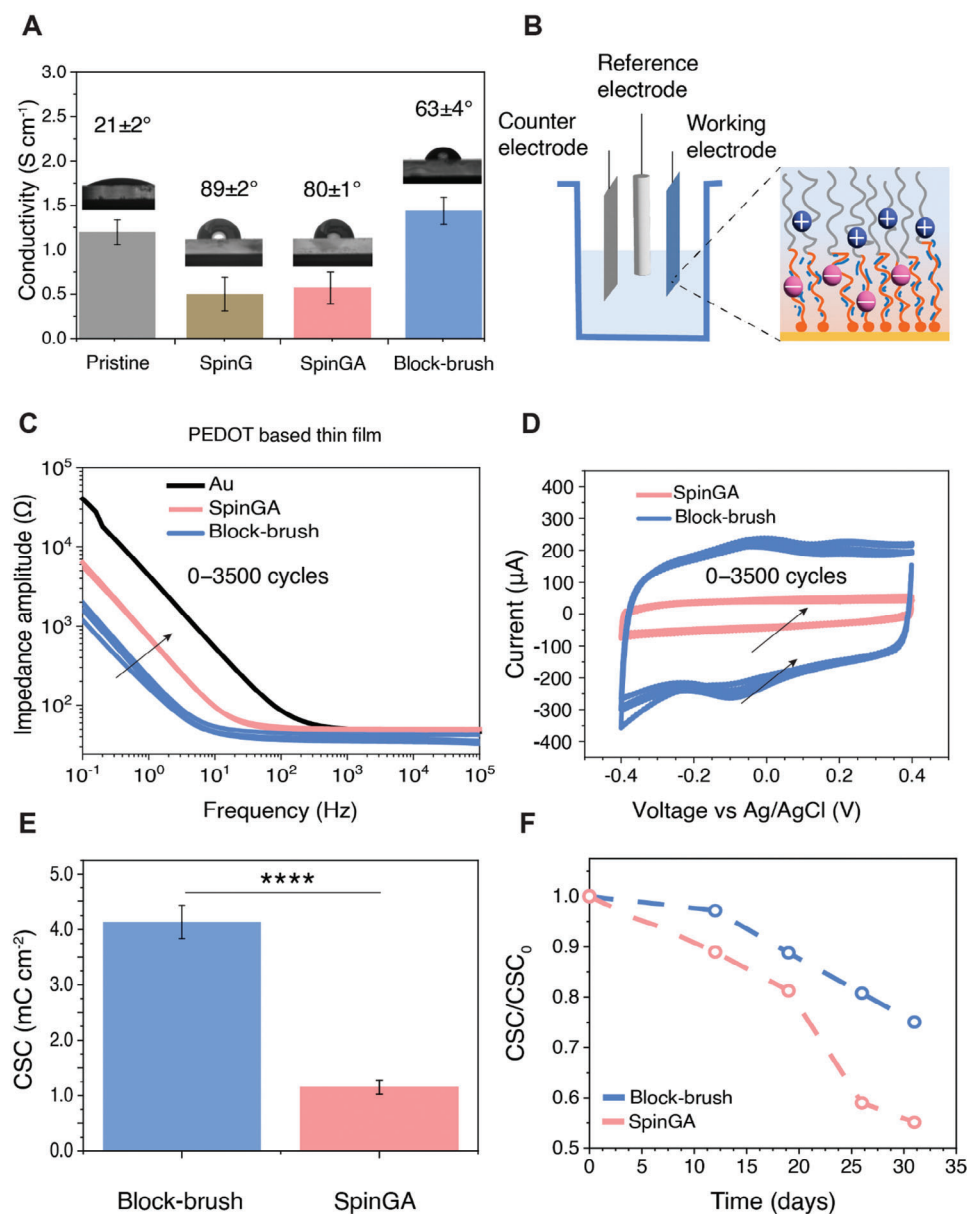 A
Conductivity (S cm⁻¹)
3.0
2.5
2.0
1.5
1.0
0.5
0.0
21±2°
89±2°
80±1°
63±4°
Pristine
SpinG
SpinGA
Block-brush
B
Reference
electrode
Counter
electrode
Working
electrode
+ + + +
− − − −
C
PEDOT based thin film
Impedance amplitude (Ω)
10⁵
10⁴
10³
10²
Au
SpinGA
Block-brush
0–3500 cycles
10⁻¹ 10⁰ 10¹ 10² 10³ 10⁴ 10⁵
Frequency (Hz)
D
Current (µA)
400
300
200
100
0
-100
-200
-300
-400
SpinGA
Block-brush
0–3500 cycles
-0.4 -0.2 0.0 0.2 0.4
Voltage vs Ag/AgCl (V)
E
CSC (mC cm⁻²)
5.0
4.0
3.0
2.0
1.0
0.0
****
Block-brush
SpinGA
F
CSC/CSC₀
1.0
0.9
0.8
0.7
0.6
0.5
Block-brush
SpinGA
0 5 10 15 20 25 30 35
Time (days)